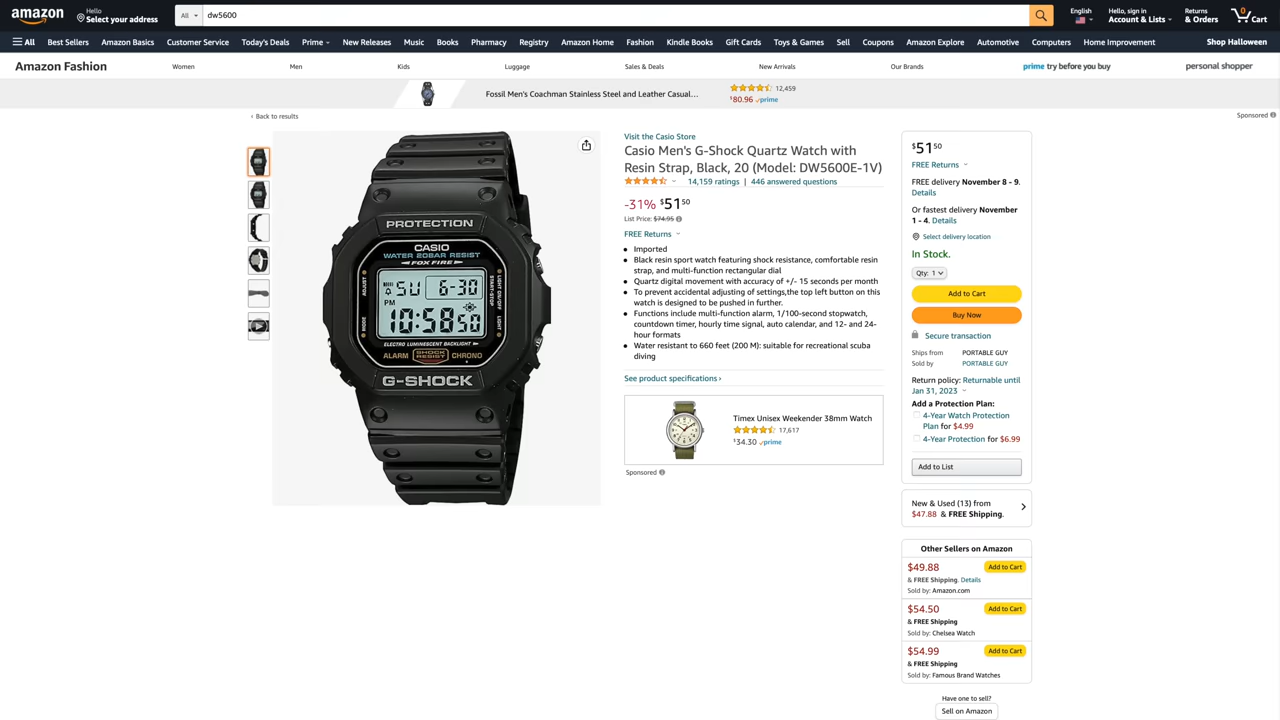 amazon
Hello
Select your address
All
dw5600
English
Hello, sign in
Account & Lists
Returns
& Orders
0
Cart
All
Best Sellers
Amazon Basics
Customer Service
Today's Deals
Prime
New Releases
Music
Books
Pharmacy
Registry
Amazon Home
Fashion
Kindle Books
Gift Cards
Toys & Games
Sell
Coupons
Amazon Explore
Automotive
Computers
Home Improvement
Shop Halloween
Amazon Fashion
Women
Men
Kids
Luggage
Sales & Deals
New Arrivals
Our Brands
prime try before you buy
personal shopper
Fossil Men's Coachman Stainless Steel and Leather Casual…
12,459
$80.96 prime
‹ Back to results
Sponsored
PROTECTION
CASIO
WATER 20BAR RESIST
FOX FIRE
ADJUST
MODE
LIGHT ON/OFF
START•STOP
LIGHT
SU 6-30
PM
10:58 50
ELECTRO LUMINESCENT BACKLIGHT
ALARM
SHOCK
RESIST
CHRONO
G-SHOCK
Visit the Casio Store
Casio Men's G-Shock Quartz Watch with
Resin Strap, Black, 20 (Model: DW5600E-1V)
14,159 ratings | 446 answered questions
-31% $51 50
List Price: $74.95
FREE Returns
Imported
Black resin sport watch featuring shock resistance, comfortable resin
strap, and multi-function rectangular dial
Quartz digital movement with accuracy of +/- 15 seconds per month
To prevent accidental adjusting of settings,the top left button on this
watch is designed to be pushed in further.
Functions include multi-function alarm, 1/100-second stopwatch,
countdown timer, hourly time signal, auto calendar, and 12- and 24-
hour formats
Water resistant to 660 feet (200 M): suitable for recreational scuba
diving
See product specifications ›
Timex Unisex Weekender 38mm Watch
17,617
$34.30 prime
Sponsored
$51 50
FREE Returns
FREE delivery November 8 - 9.
Details
Or fastest delivery November
1 - 4. Details
Select delivery location
In Stock.
Qty: 1
Add to Cart
Buy Now
Secure transaction
Ships from PORTABLE GUY
Sold by PORTABLE GUY
Return policy: Returnable until
Jan 31, 2023
Add a Protection Plan:
4-Year Watch Protection
Plan for $4.99
4-Year Protection for $6.99
Add to List
New & Used (13) from
$47.88 & FREE Shipping.
Other Sellers on Amazon
$49.88
Add to Cart
& FREE Shipping. Details
Sold by: Amazon.com
$54.50
Add to Cart
& FREE Shipping
Sold by: Chelsea Watch
$54.99
Add to Cart
& FREE Shipping
Sold by: Famous Brand Watches
Have one to sell?
Sell on Amazon